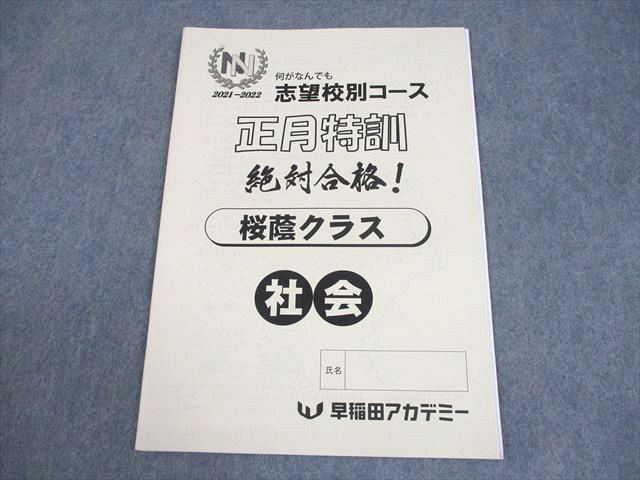 NN
2021-2022
何がなんでも
志望校別コース
正月特訓
絶対合格!
桜蔭クラス
社会
氏名
早稲田アカデミー